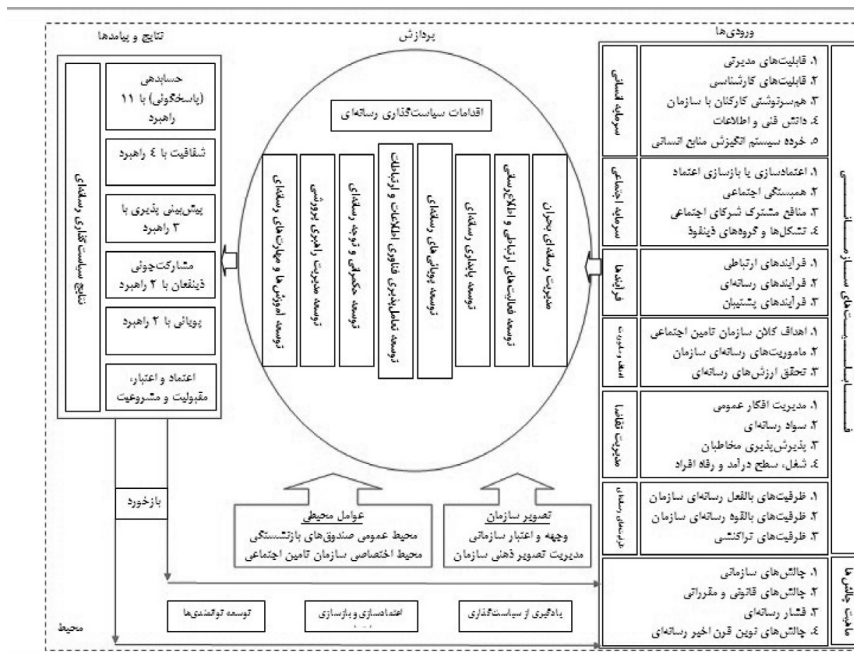 ورودی‌ها
پردازش
نتایج و پیامدها
قابلیت‌های سازمانی
سرمایه انسانی
۱. قابلیت‌های مدیرتی
۲. قابلیت‌های کارشناسی
۳. هم‌سرنوشتی کارکنان با سازمان
۴. دانش فنی و اطلاعات
۵. خرده سیستم انگیزش منابع انسانی
سرمایه اجتماعی
۱. اعتمادسازی یا بازسازی اعتماد
۲. همبستگی اجتماعی
۳. منافع مشترک شرکای اجتماعی
۴. تشکل‌ها و گروه‌های ذینفوذ
فرآیندها
۱. فرآیندهای ارتباطی
۲. فرآیندهای رسانه‌ای
۳. فرآیندهای پشتیبان
۱. اهداف کلان سازمان تامین اجتماعی
۲. ماموریت‌های رسانه‌ای سازمان
۳. تحقق ارزش‌های رسانه‌ای
مدیریت تقاضا
۱. مدیریت افکار عمومی
۲. سواد رسانه‌ای
۳. پذیرش‌پذیری مخاطبان
۴. شغل، سطح درآمد و رفاه افراد
ظرفیت‌های رسانه‌ای
۱. ظرفیت‌های بالفعل رسانه‌ای سازمان
۲. ظرفیت‌های بالقوه رسانه‌ای سازمان
۳. ظرفیت‌های تراکنشی
ماهیت چالش‌ها
۱. چالش‌های سازمانی
۲. چالش‌های قانونی و مقرراتی
۳. فشار رسانه‌ای
۴. چالش‌های نوین قرن اخیر رسانه‌ای
اقدامات سیاست‌گذاری رسانه‌ای
مدیریت رسانه‌ای بحران
توسعه فعالیت‌های ارتباطی و اطلاع‌رسانی
توسعه پایداری رسانه‌ای
توسعه پویائی‌های رسانه‌ای
توسعه تعامل‌پذیری فناوری اطلاعات و ارتباطات
توسعه حکمرانی و توجه رسانه‌ای
توسعه مدیریت راهبری پرورشی
توسعه آموزش‌ها و مهارت‌های رسانه‌ای
تصویر سازمان
وجهه و اعتبار سازمانی
مدیریت تصویر ذهنی سازمان
عوامل محیطی
محیط عمومی صندوق‌های بازنشستگی
محیط اختصاصی سازمان تامین اجتماعی
حسابدهی
(پاسخگوئی) با ۱۱
راهبرد
شفافیت با ۴ راهبرد
پیش‌بینی پذیری با
۳ راهبرد
مشارکت‌جوئی
ذینفعان با ۲ راهبرد
پویائی با ۲ راهبرد
اعتماد و اعتبار،
مقبولیت و مشروعیت
نتایج سیاست گذاری رسانه‌ای
بازخورد
یادگیری از سیاست‌گذاری
اعتمادسازی و بازسازی
توسعه توانمندی‌ها
محیط